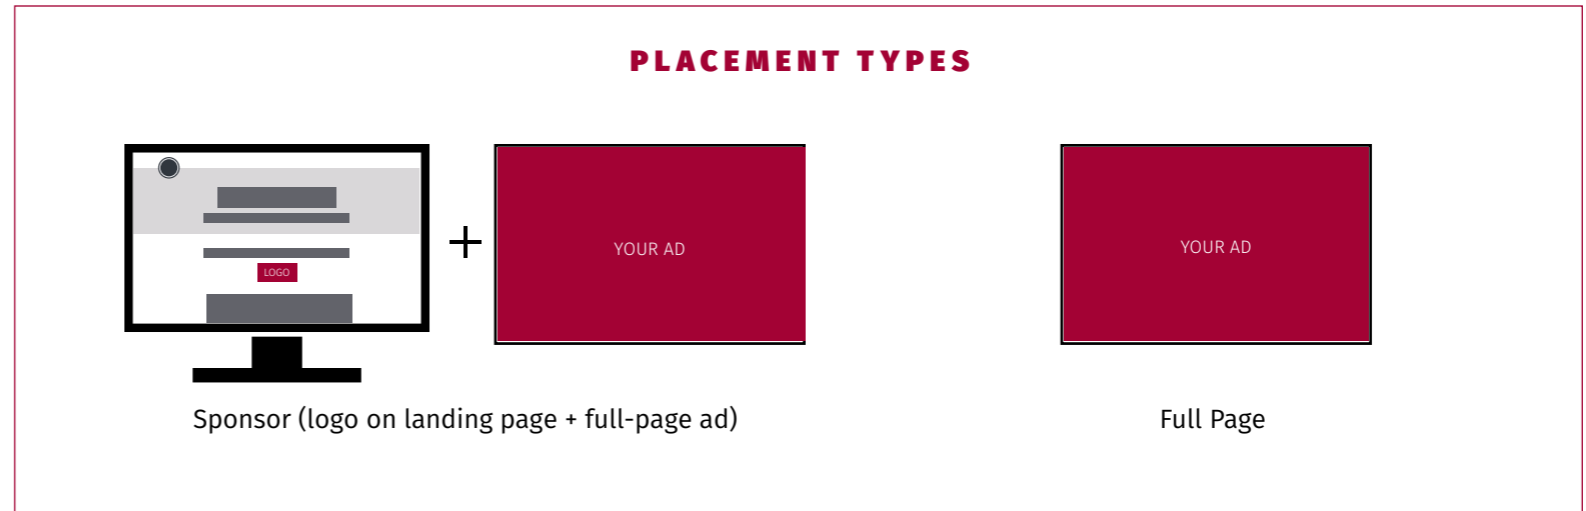 PLACEMENT TYPES
LOGO
+
YOUR AD
YOUR AD
Sponsor (logo on landing page + full-page ad)
Full Page